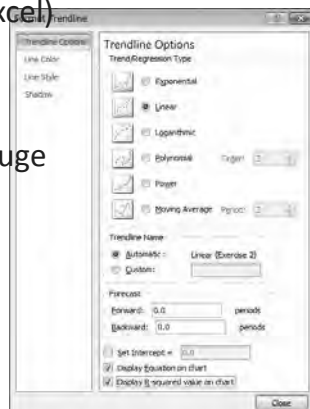 xcel)
Format Trendline
Trendline Options
Line Color
Line Style
Shadow
uge
Trendline Options
Trend/Regression Type
Exponential
Linear
Logarithmic
Polynomial Order: 2
Power
Moving Average Period: 2
Trendline Name
Automatic : Linear (Exercise 2)
Custom:
Forecast
Forward: 0.0 periods
Backward: 0.0 periods
Set Intercept = 0.0
Display Equation on chart
Display R-squared value on chart
Close